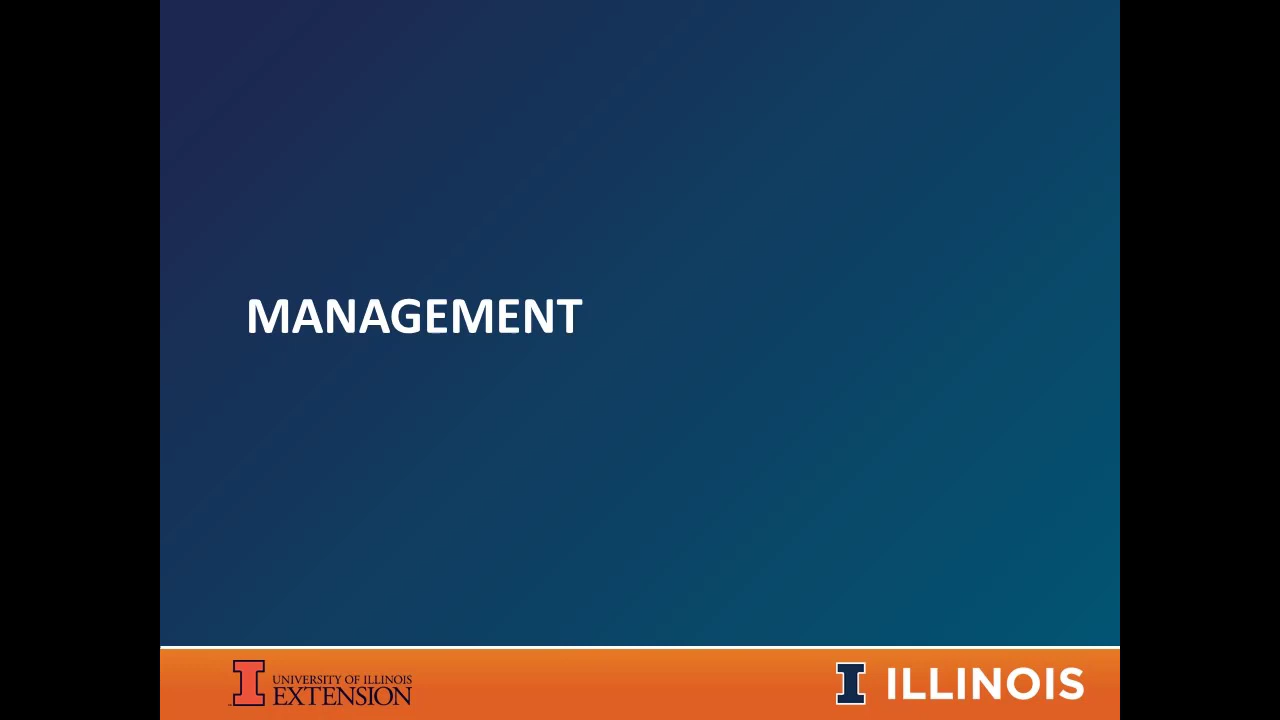 MANAGEMENT
UNIVERSITY OF ILLINOIS
EXTENSION
ILLINOIS